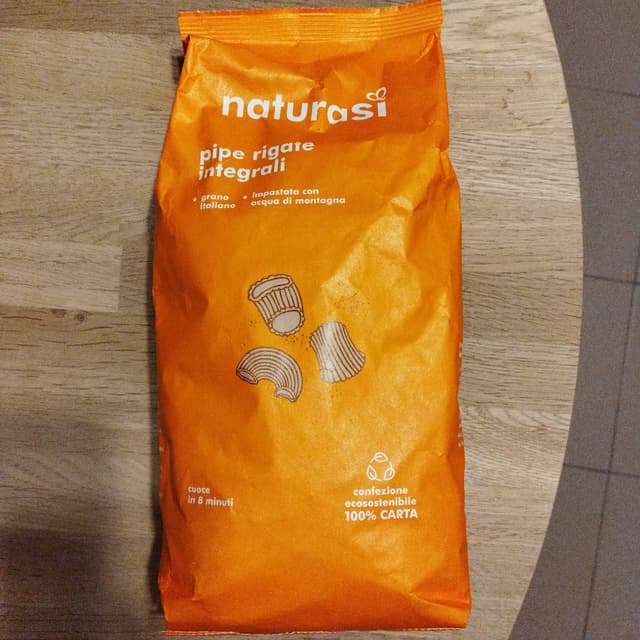 naturasì
pipe rigate
integrali
• grano
italiano
• impastata con
acqua di montagna
cuoce
in 8 minuti
confezione
ecosostenibile
100% CARTA